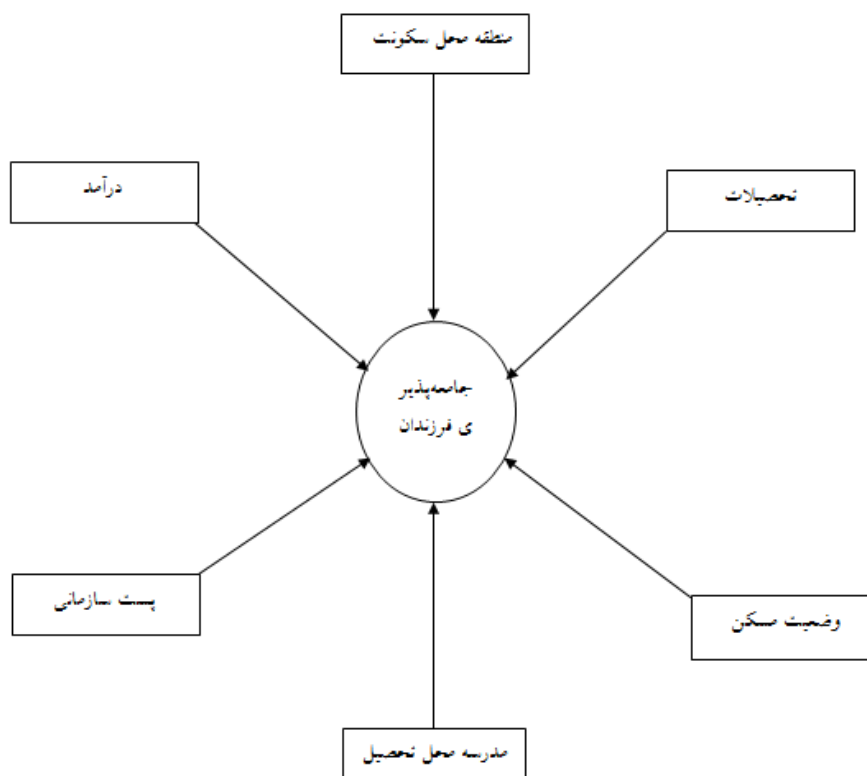 منطقه محل سکونت
تحصیلات
درآمد
جامعه‌پذیر
ی فرزندان
وضعیت مسکن
پست سازمانی
مدرسه محل تحصیل